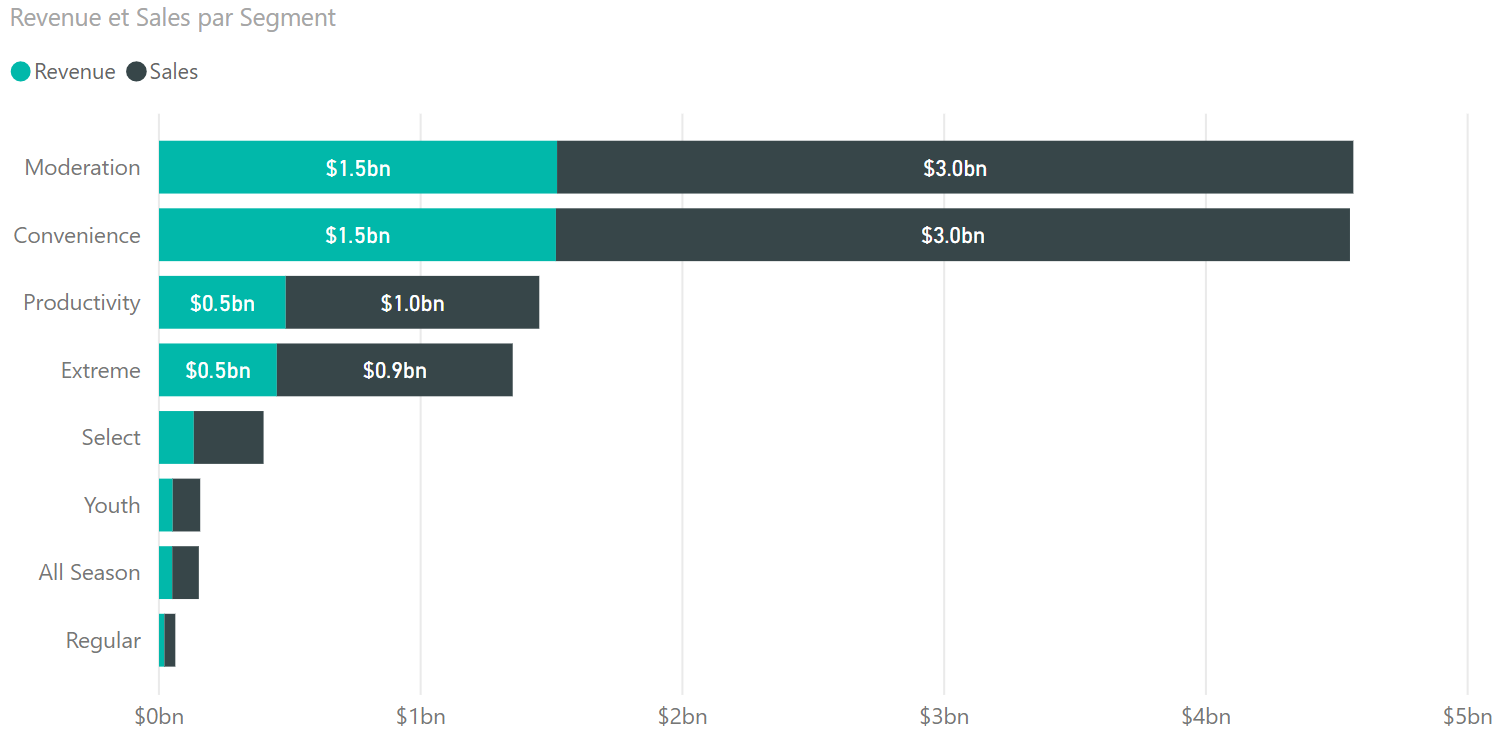 Revenue et Sales par Segment
Revenue Sales
Moderation $1.5bn $3.0bn
Convenience $1.5bn $3.0bn
Productivity $0.5bn $1.0bn
Extreme $0.5bn $0.9bn
Select
Youth
All Season
Regular
$0bn $1bn $2bn $3bn $4bn $5bn